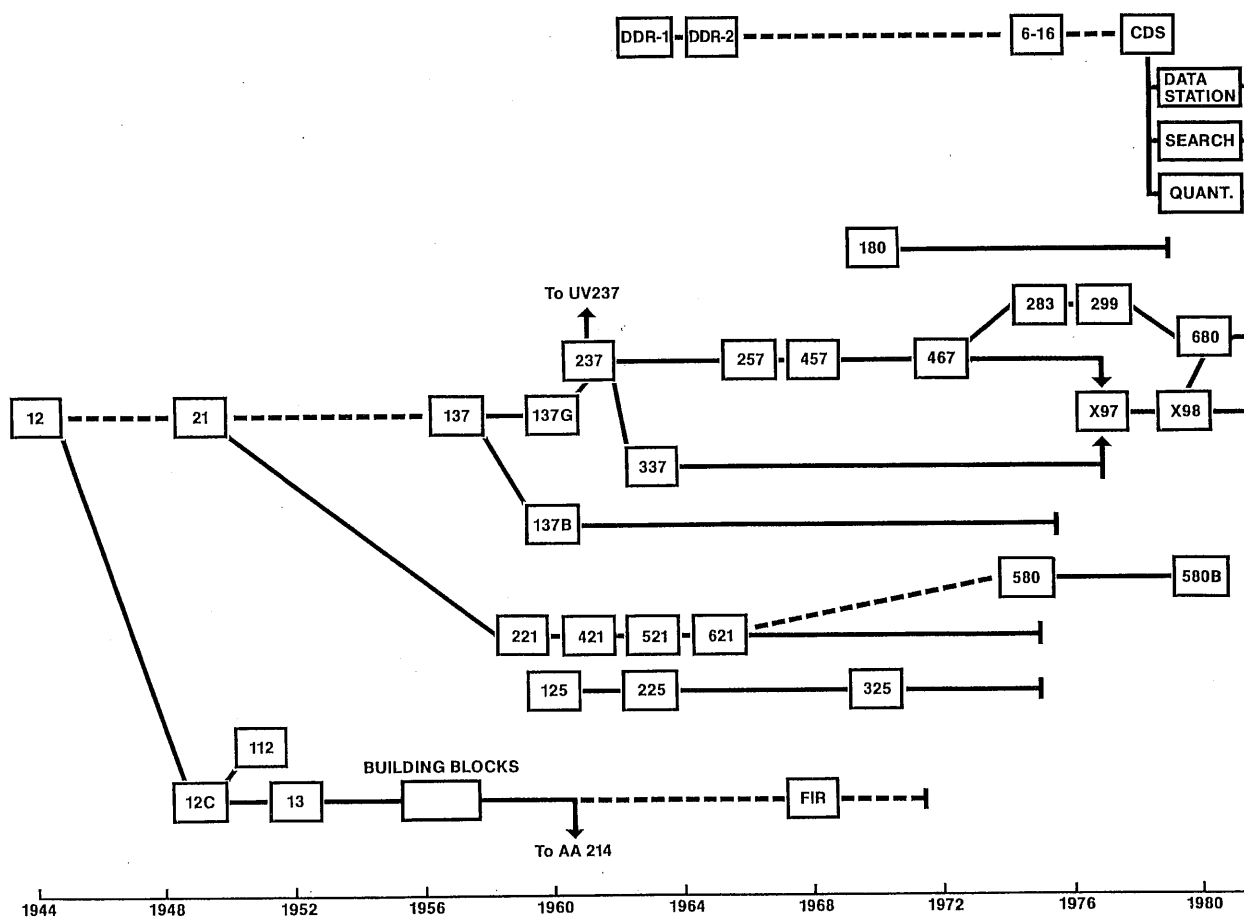 DDR-1
DDR-2
6-16
CDS
DATA
STATION
SEARCH
QUANT.
180
To UV237
283
299
237
257
457
467
680
12
21
137
137G
X97
X98
337
137B
580
580B
221
421
521
621
125
225
325
112
BUILDING BLOCKS
12C
13
FIR
To AA 214
1944
1948
1952
1956
1960
1964
1968
1972
1976
1980